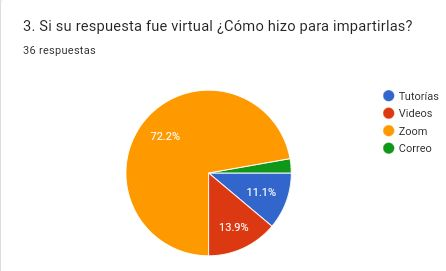 3. Si su respuesta fue virtual ¿Cómo hizo para impartirlas?
36 respuestas
Tutorías
Videos
Zoom
Correo
72.2%
11.1%
13.9%